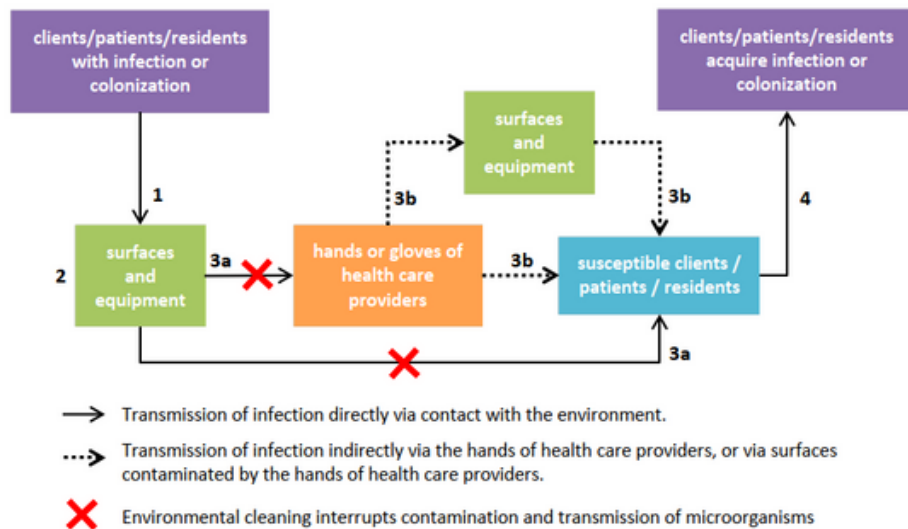 clients/patients/residents
with infection or
colonization
clients/patients/residents
acquire infection or
colonization
surfaces
and
equipment
1
3b
3b
4
2
surfaces
and
equipment
3a
hands or gloves of
health care
providers
3b
susceptible clients /
patients / residents
3a
Transmission of infection directly via contact with the environment.
Transmission of infection indirectly via the hands of health care providers, or via surfaces
contaminated by the hands of health care providers.
Environmental cleaning interrupts contamination and transmission of microorganisms